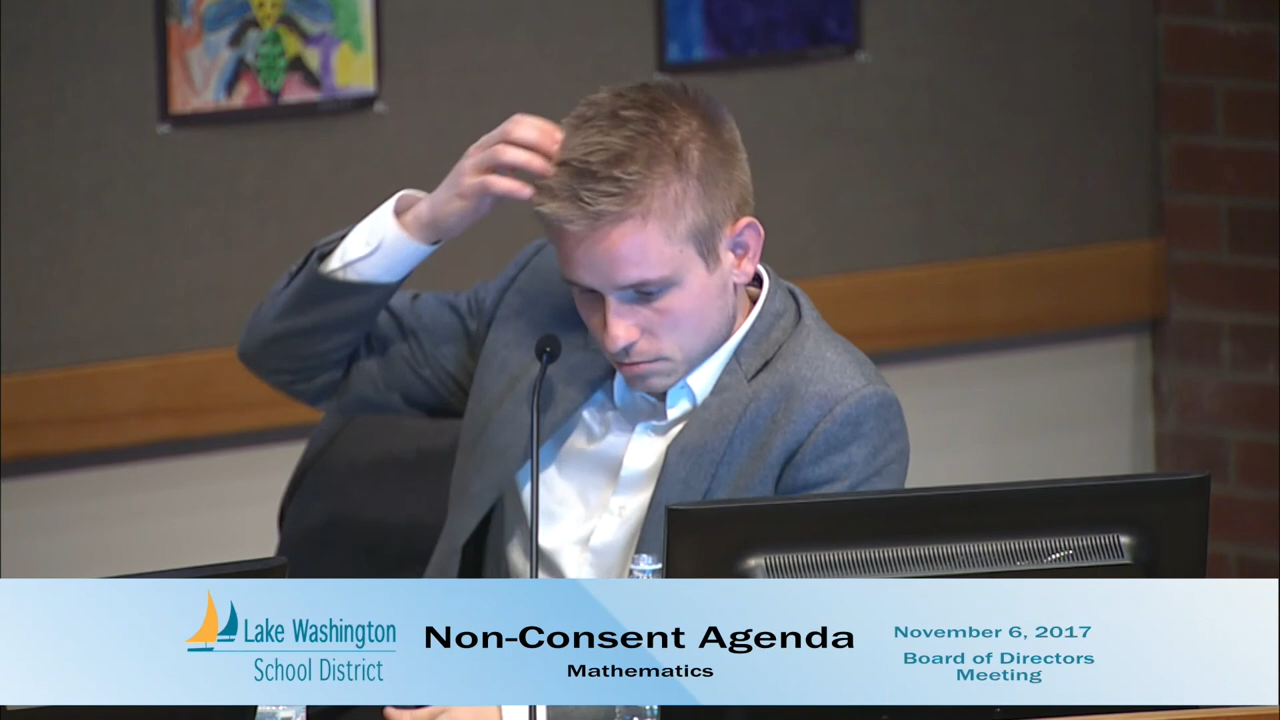 Lake Washington
School District
Non-Consent Agenda
Mathematics
November 6, 2017
Board of Directors
Meeting